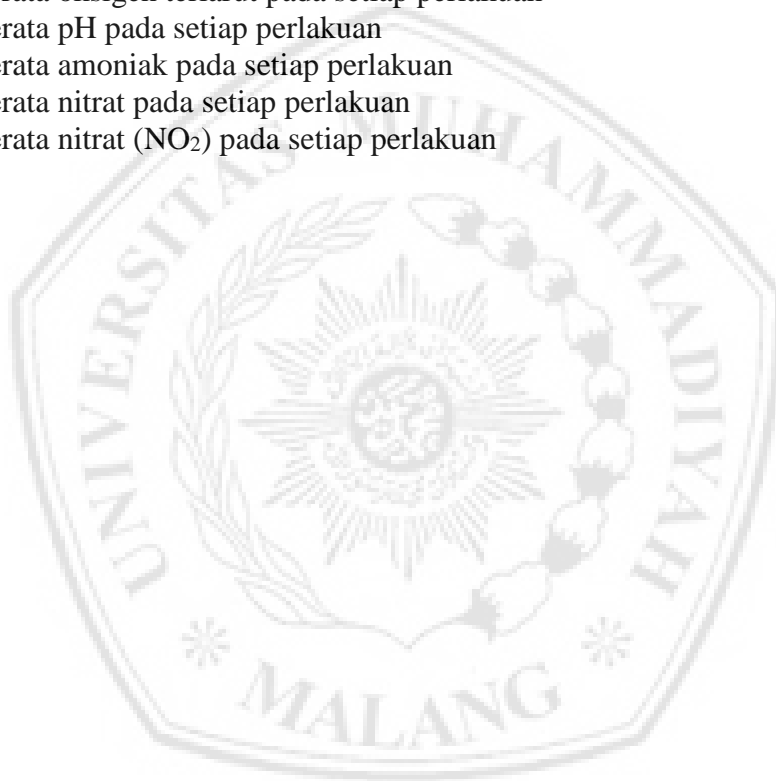 erata pH pada setiap perlakuan
erata amoniak pada setiap perlakuan
erata nitrat pada setiap perlakuan
erata nitrat (NO₂) pada setiap perlakuan
UNIVERSITAS MUHAMMADIYAH
MALANG